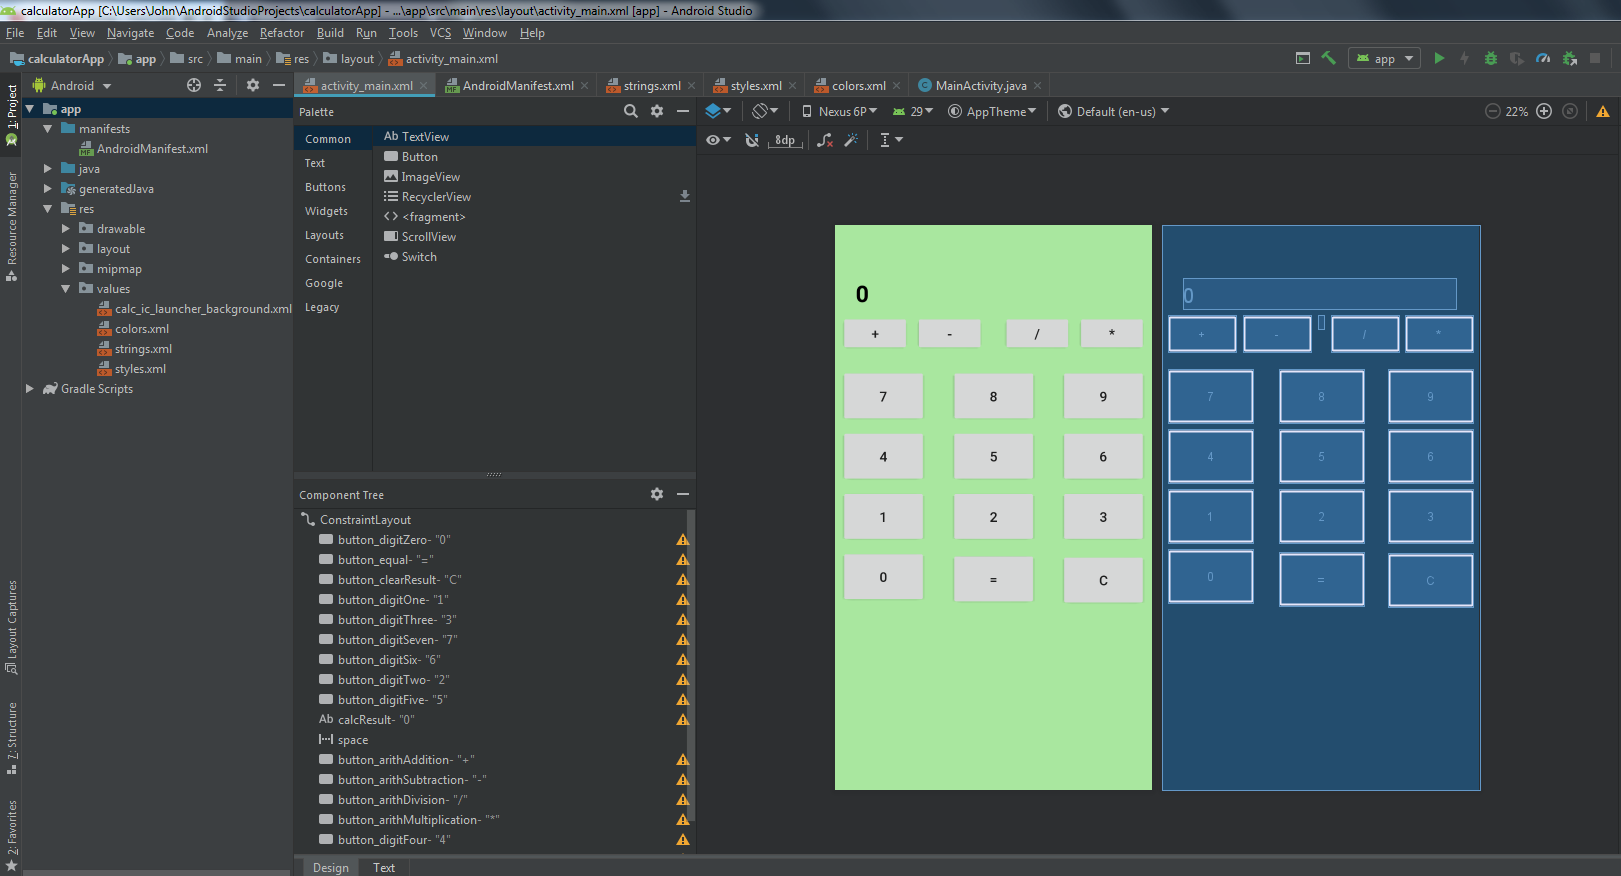 calculatorApp [C:\Users\John\AndroidStudioProjects\calculatorApp] - ...\app\src\main\res\layout\activity_main.xml [app] - Android Studio
File Edit View Navigate Code Analyze Refactor Build Run Tools VCS Window Help
calculatorApp app src main res layout activity_main.xml app
Android activity_main.xml AndroidManifest.xml strings.xml styles.xml colors.xml MainActivity.java
1: Project
Resource Manager
Layout Captures
7: Structure
2: Favorites
app
manifests
AndroidManifest.xml
java
generatedJava
res
drawable
layout
mipmap
values
calc_ic_launcher_background.xml
colors.xml
strings.xml
styles.xml
Gradle Scripts
Palette
Common
Text
Buttons
Widgets
Layouts
Containers
Google
Legacy
Ab TextView
Button
ImageView
RecyclerView
<fragment>
ScrollView
Switch
Nexus 6P 29 AppTheme Default (en-us) 22%
8dp
Component Tree
ConstraintLayout
button_digitZero- "0"
button_equal- "="
button_clearResult- "C"
button_digitOne- "1"
button_digitThree- "3"
button_digitSeven- "7"
button_digitSix- "6"
button_digitTwo- "2"
button_digitFive- "5"
Ab calcResult- "0"
space
button_arithAddition- "+"
button_arithSubtraction- "-"
button_arithDivision- "/"
button_arithMultiplication- "*"
button_digitFour- "4"
Design Text
0
+ - / *
7 8 9
4 5 6
1 2 3
0 = C
0
+ - / *
7 8 9
4 5 6
1 2 3
0 = C